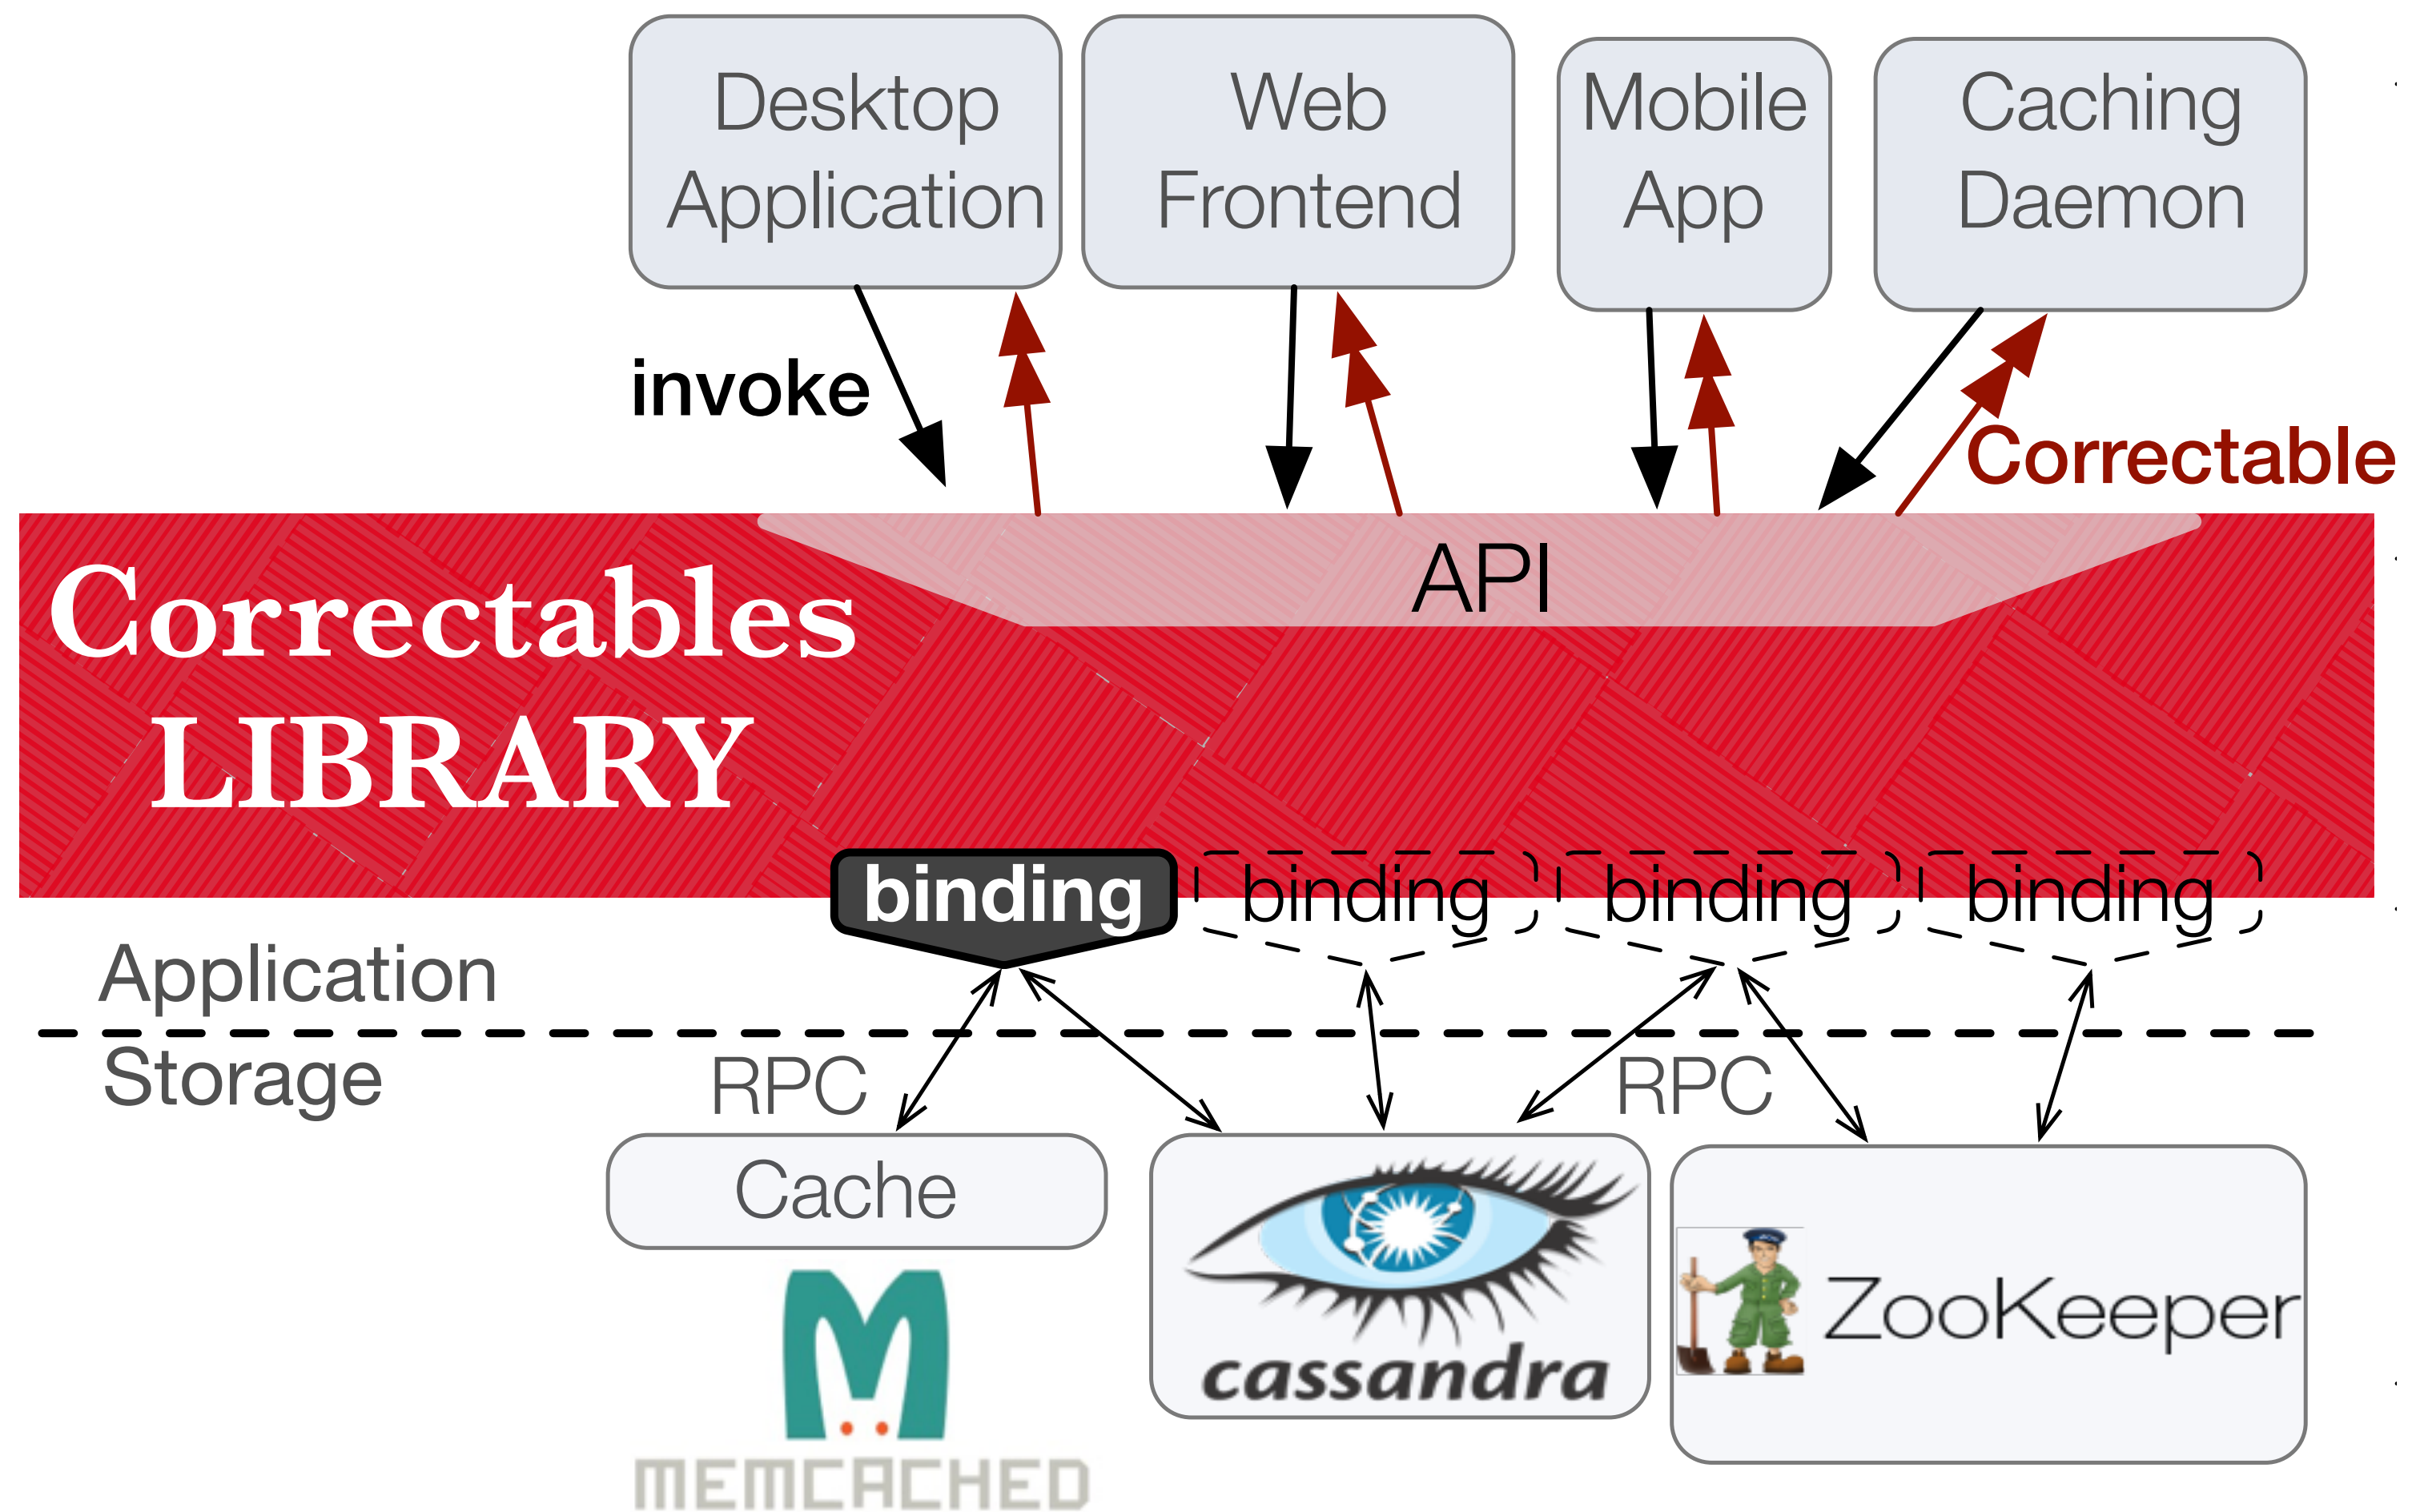 Desktop
Application
Web
Frontend
Mobile
App
Caching
Daemon
invoke
Correctable
API
Correctables
LIBRARY
binding
binding
binding
binding
Application
Storage
RPC
RPC
Cache
MEMCACHED
cassandra
ZooKeeper